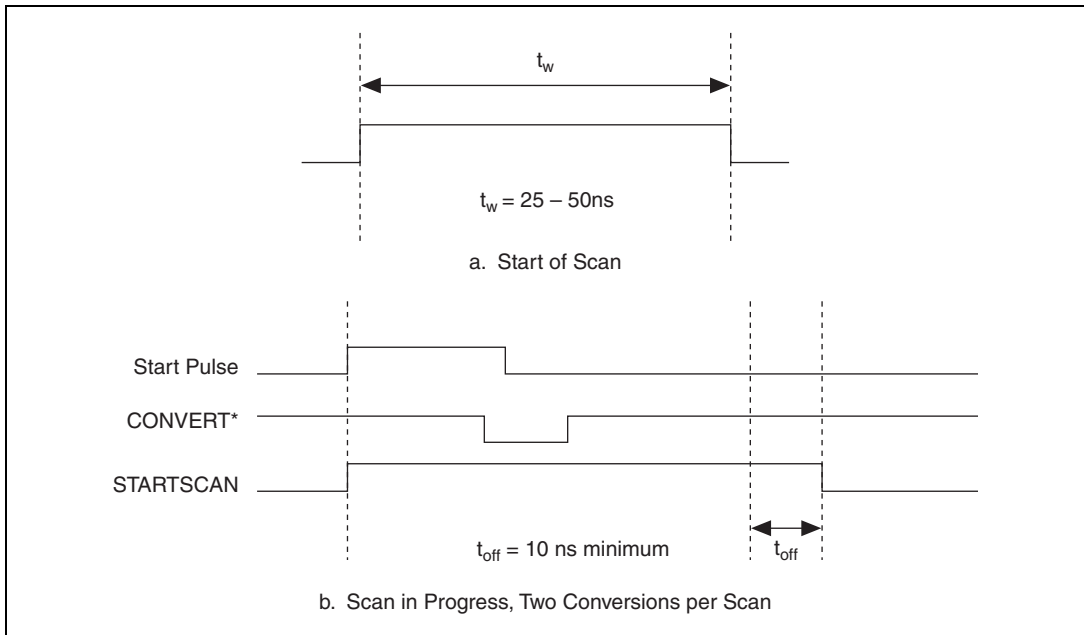 t_w
t_w = 25 – 50ns
a. Start of Scan
Start Pulse
CONVERT*
STARTSCAN
t_off = 10 ns minimum
t_off
b. Scan in Progress, Two Conversions per Scan